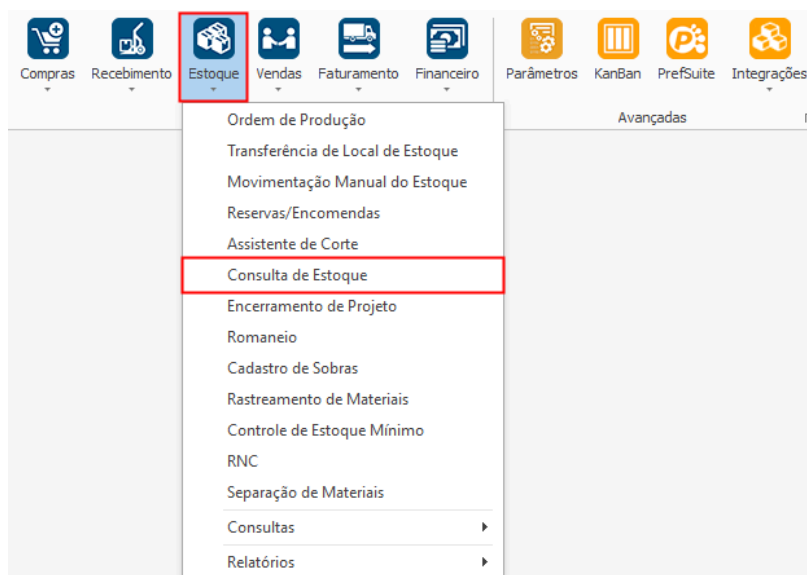 Compras Recebimento Estoque Vendas Faturamento Financeiro Parâmetros KanBan PrefSuite Integrações
Avançadas
Ordem de Produção
Transferência de Local de Estoque
Movimentação Manual do Estoque
Reservas/Encomendas
Assistente de Corte
Consulta de Estoque
Encerramento de Projeto
Romaneio
Cadastro de Sobras
Rastreamento de Materiais
Controle de Estoque Mínimo
RNC
Separação de Materiais
Consultas
Relatórios